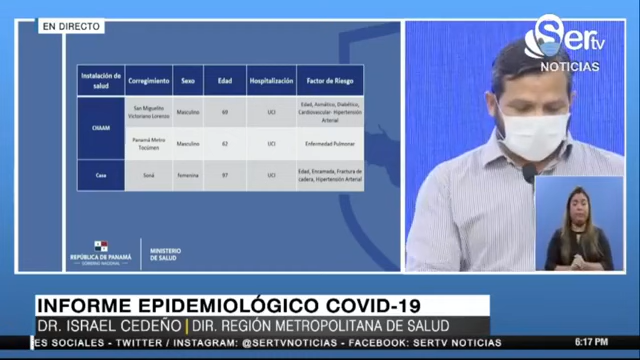 EN DIRECTO
Ser tv
NOTICIAS
Instalación de salud
Corregimiento
Sexo
Edad
Hospitalización
Factor de Riesgo
CHAAM
San Miguelito
Victoriano Lorenzo
Masculino
69
UCI
Edad, Asmático, Diabético,
Cardiovascular- Hipertensión
Arterial
Panamá Metro
Tocúmen
Masculino
62
UCI
Enfermedad Pulmonar
Casa
Soná
femenina
97
UCI
Edad, Encamada, Fractura de
Cadera, Hipertensión Arterial
REPÚBLICA DE PANAMÁ
GOBIERNO NACIONAL
MINISTERIO
DE SALUD
INFORME EPIDEMIOLÓGICO COVID-19
DR. ISRAEL CEDEÑO | DIR. REGIÓN METROPOLITANA DE SALUD
ES SOCIALES - TWITTER / INSTAGRAM: @SERTVNOTICIAS - FACEBOOK: SERTV NOTICIAS
6:17 PM